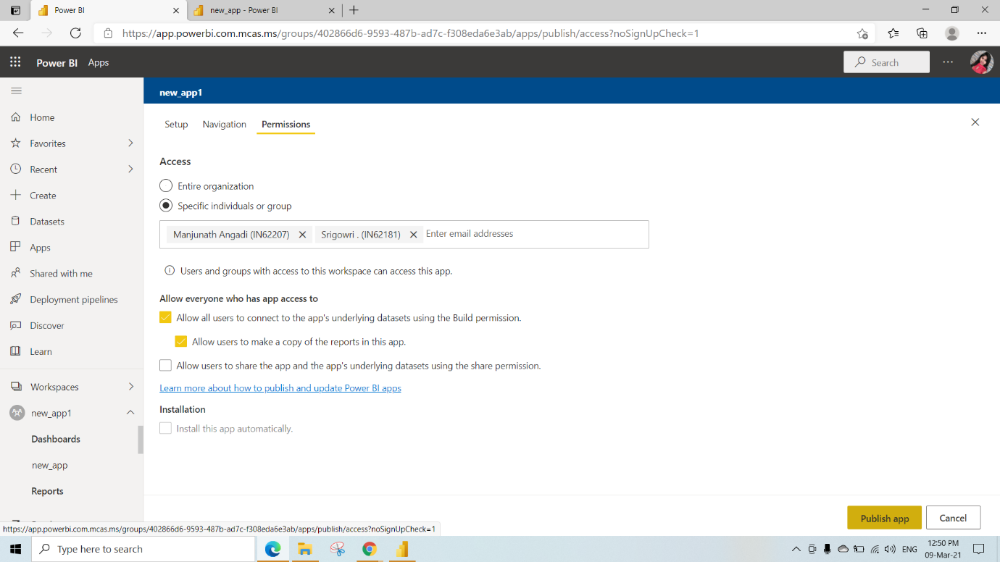 Power BI
new_app - Power BI
https://app.powerbi.com.mcas.ms/groups/402866d6-9593-487b-ad7c-f308eda6e3ab/apps/publish/access?noSignUpCheck=1
Power BI Apps
Search
new_app1
Home
Favorites
Recent
Create
Datasets
Apps
Shared with me
Deployment pipelines
Discover
Learn
Workspaces
new_app1
Dashboards
new_app
Reports
Setup Navigation Permissions
Access
Entire organization
Specific individuals or group
Manjunath Angadi (IN62207) Srigowri . (IN62181) Enter email addresses
Users and groups with access to this workspace can access this app.
Allow everyone who has app access to
Allow all users to connect to the app's underlying datasets using the Build permission.
Allow users to make a copy of the reports in this app.
Allow users to share the app and the app's underlying datasets using the share permission.
Learn more about how to publish and update Power BI apps
Installation
Install this app automatically.
Publish app Cancel
https://app.powerbi.com.mcas.ms/groups/402866d6-9593-487b-ad7c-f308eda6e3ab/apps/publish/access?noSignUpCheck=1
Type here to search
ENG
12:50 PM
09-Mar-21